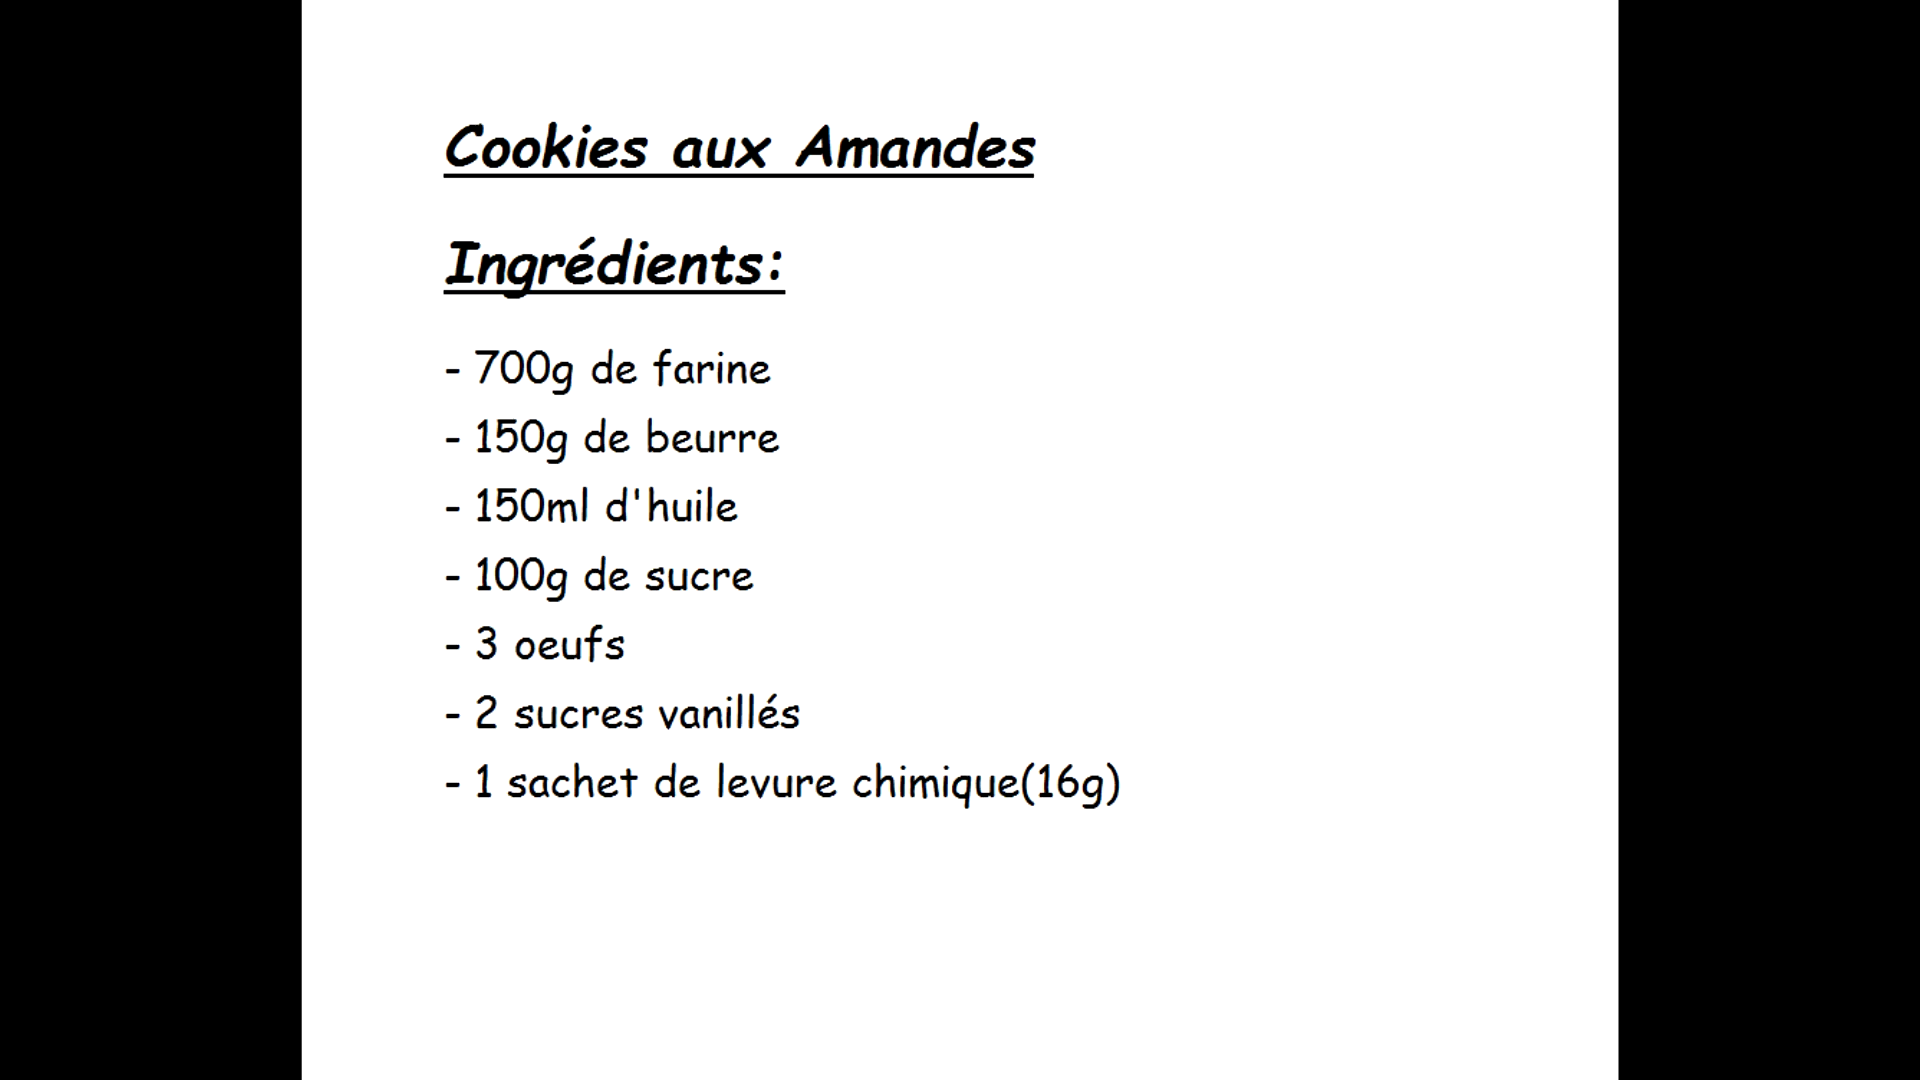 Cookies aux Amandes
Ingrédients:
- 700g de farine
- 150g de beurre
- 150ml d'huile
- 100g de sucre
- 3 oeufs
- 2 sucres vanillés
- 1 sachet de levure chimique(16g)